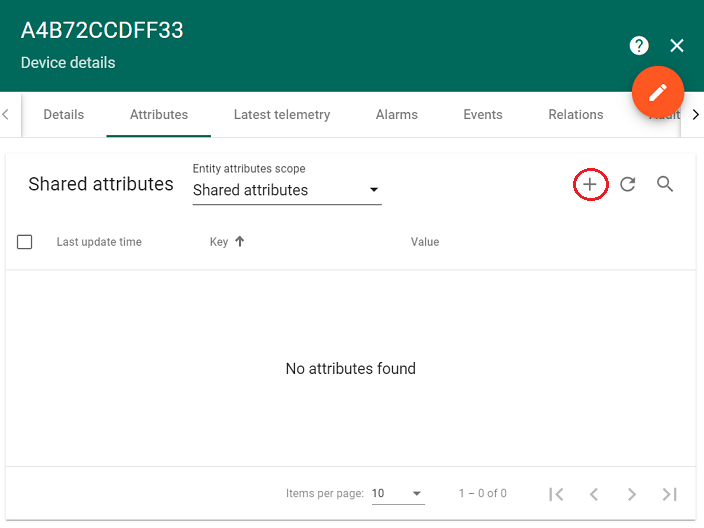 A4B72CCDFF33
Device details
Details Attributes Latest telemetry Alarms Events Relations
Entity attributes scope
Shared attributes Shared attributes
Last update time Key Value
No attributes found
Items per page: 10 1 – 0 of 0